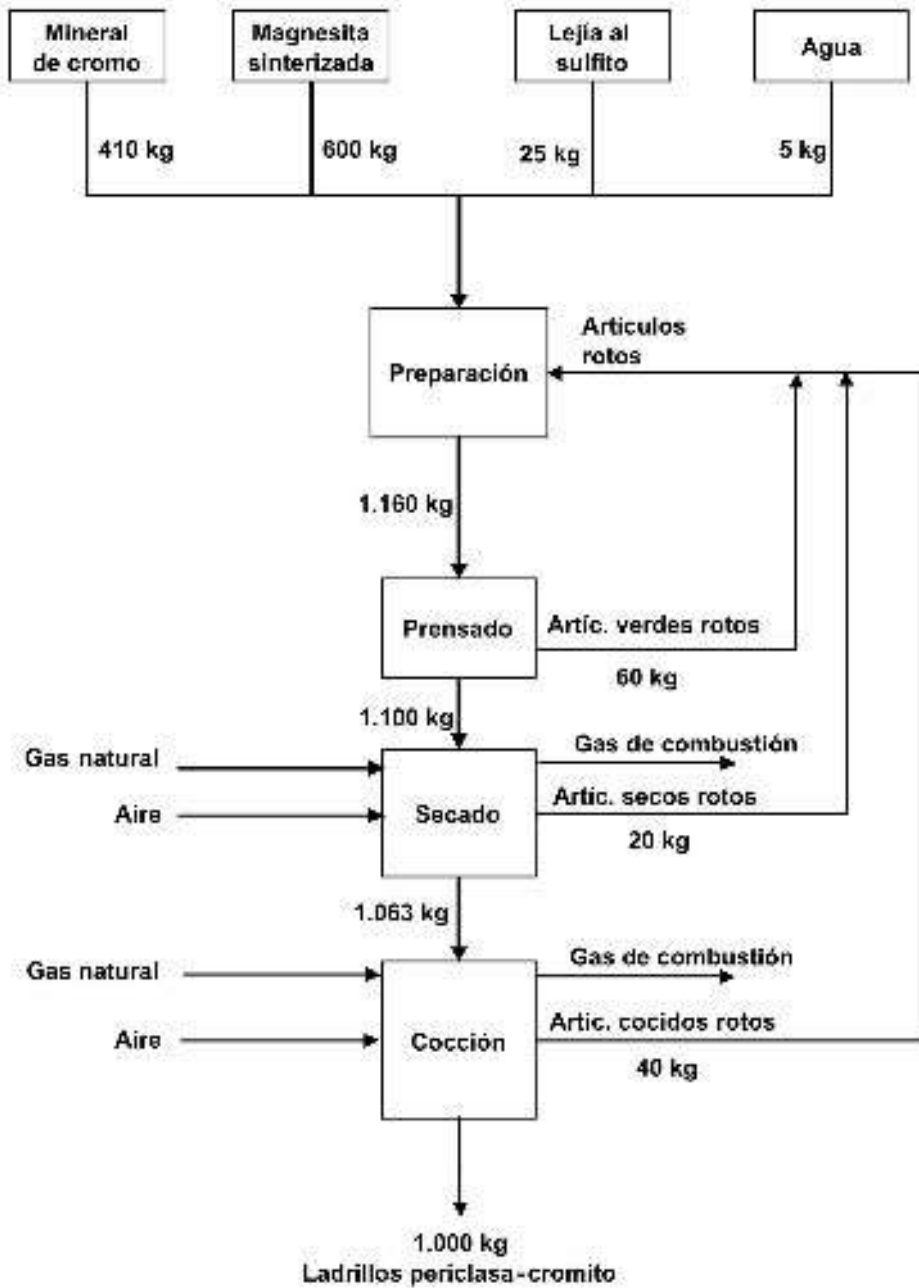 Mineral
de cromo
Magnesita
sinterizada
Lejía al
sulfito
Agua
410 kg
600 kg
25 kg
5 kg
Artículos
rotos
Preparación
1.160 kg
Prensado
Artíc. verdes rotos
60 kg
1.100 kg
Gas natural
Gas de combustión
Aire
Secado
Artíc. secos rotos
20 kg
1.063 kg
Gas natural
Gas de combustión
Aire
Cocción
Artic. cocidos rotos
40 kg
1.000 kg
Ladrillos periclasa-cromito